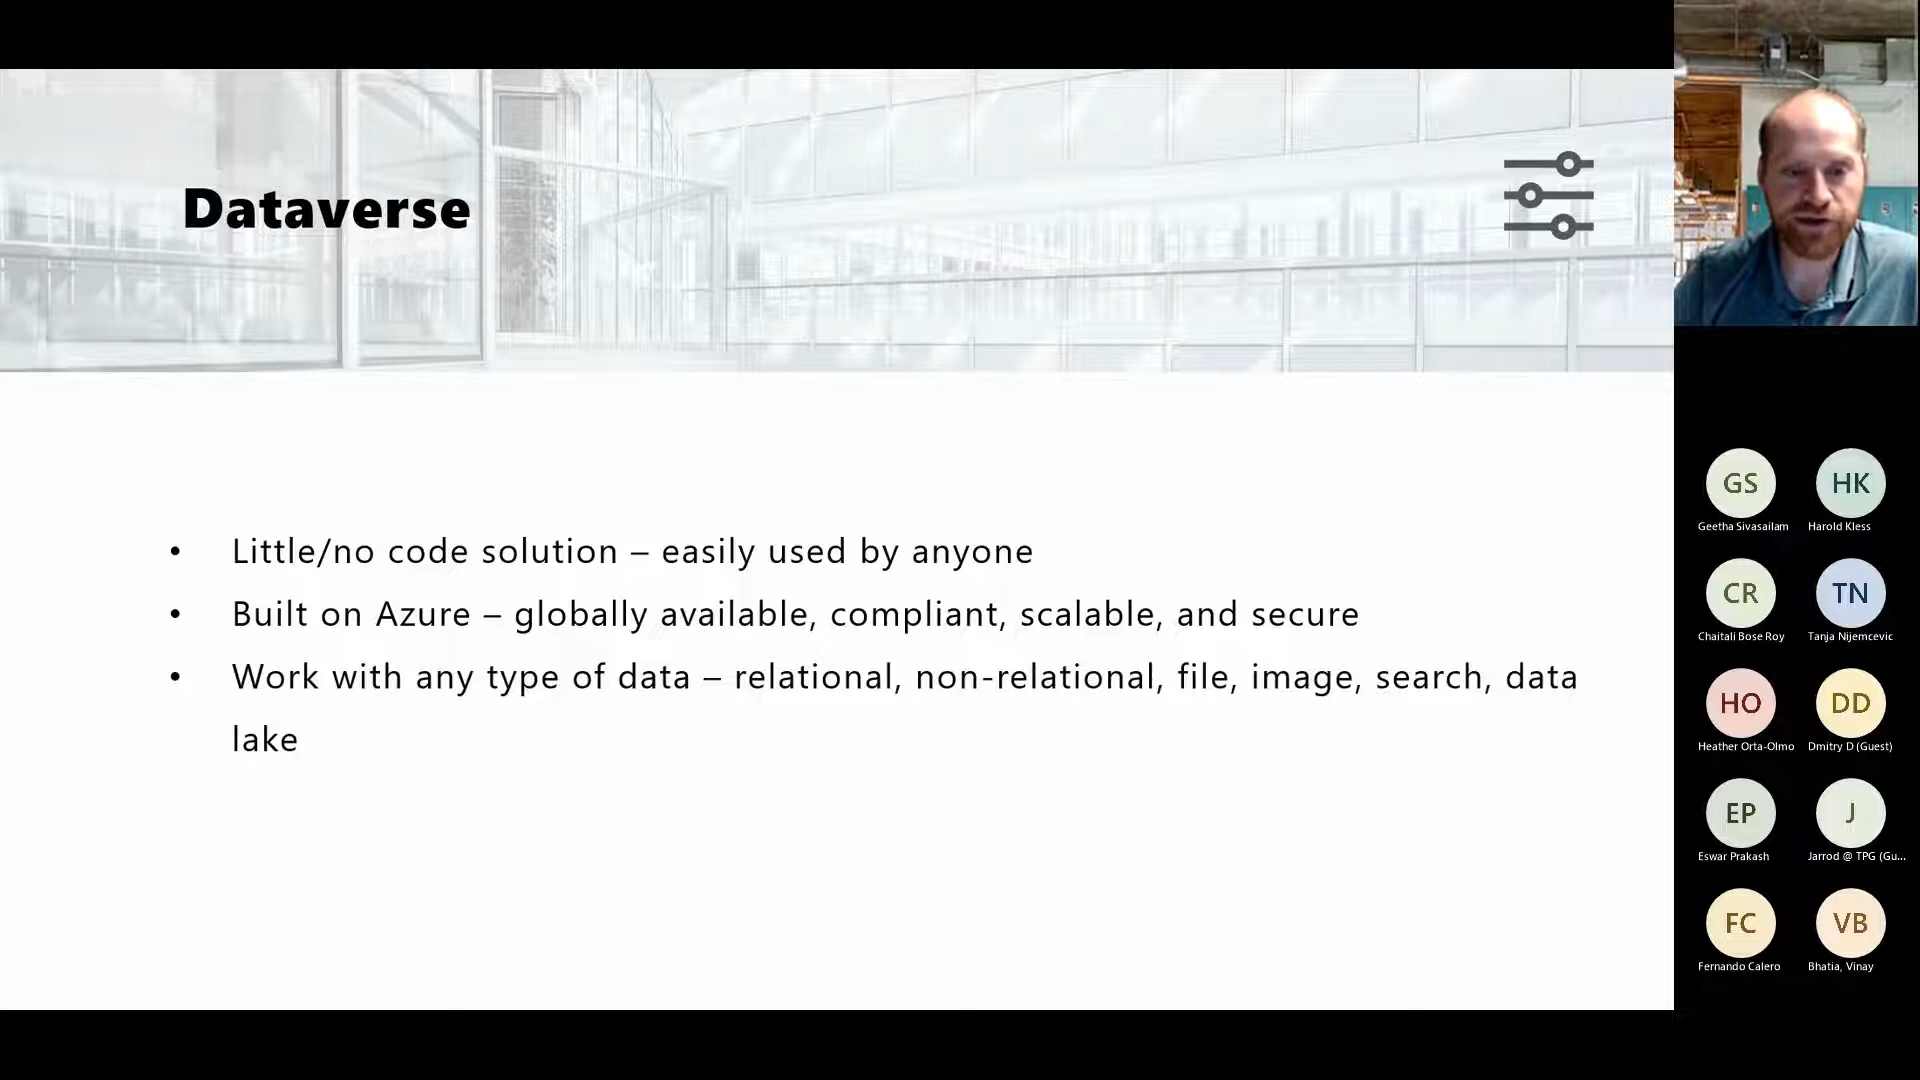 Dataverse
• Little/no code solution – easily used by anyone
• Built on Azure – globally available, compliant, scalable, and secure
• Work with any type of data – relational, non-relational, file, image, search, data
lake
GS
Geetha Sivasailam
HK
Harold Kless
CR
Chaitali Bose Roy
TN
Tanja Nijemcevic
HO
Heather Orta-Olmo
DD
Dmitry D (Guest)
EP
Eswar Prakash
J
Jarrod @ TPG (Gu...
FC
Fernando Calero
VB
Bhatia, Vinay